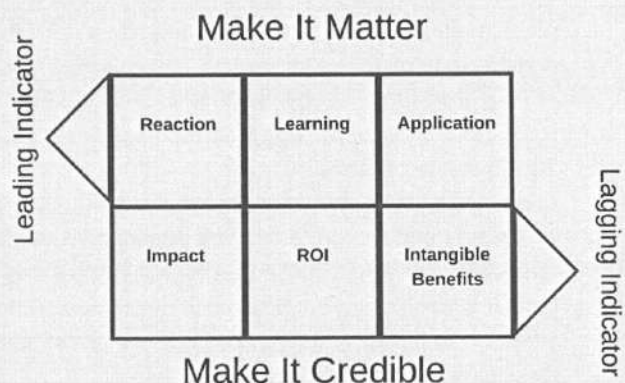 Make It Matter
Leading Indicator
Reaction
Learning
Application
Impact
ROI
Intangible
Benefits
Lagging Indicator
Make It Credible